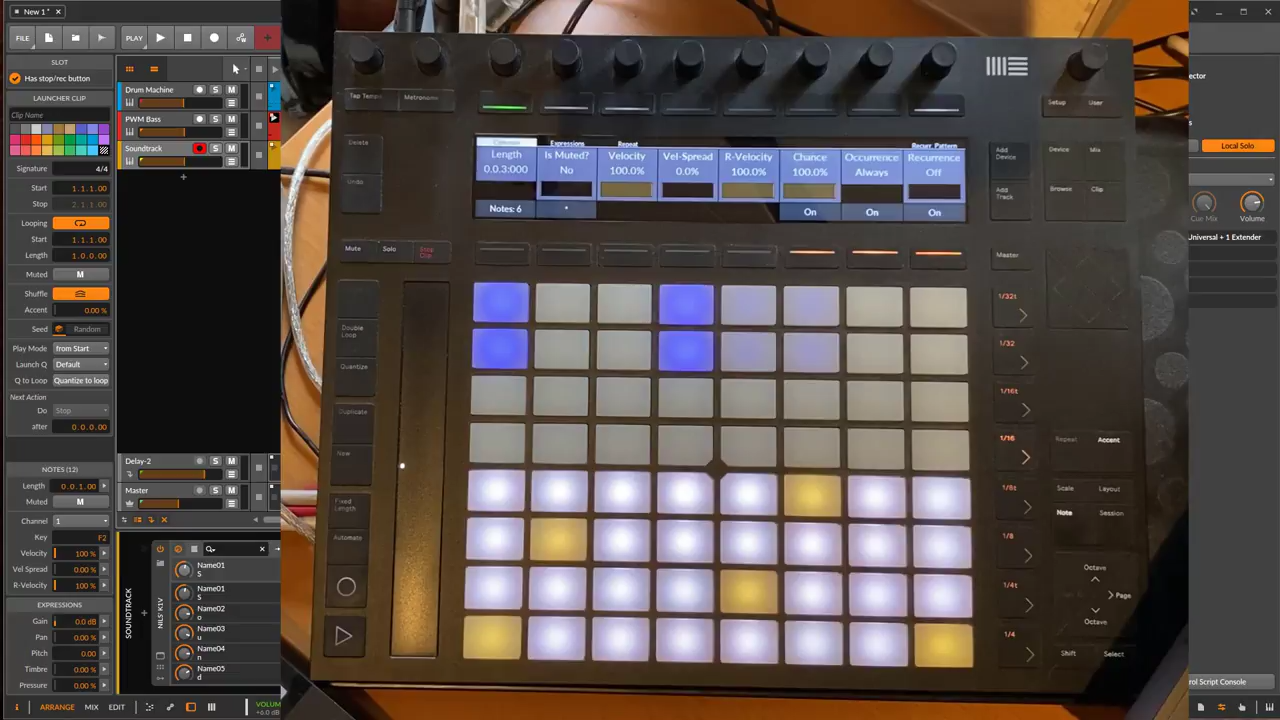 New 1 *
FILE
PLAY
SLOT
Has stop/rec button
LAUNCHER CLIP
Clip Name
Signature 4/4
Start 1.1.1.00
Stop 2.1.1.00
Looping
Start 1.1.1.00
Length 1.0.0.00
Muted M
Shuffle
Accent 0.00 %
Seed Random
Play Mode from Start
Launch Q Default
Q to Loop Quantize to loop
Next Action
Do Stop
after 0.0.0.00
NOTES (12)
Length 0.0.1.00
Muted M
Channel 1
Key F2
Velocity 100 %
Vel Spread 0.00 %
R-Velocity 100 %
EXPRESSIONS
Gain 0.0 dB
Pan 0.00 %
Pitch 0.00
Timbre 0.00 %
Pressure 0.00 %
ARRANGE MIX EDIT
Drum Machine S M
PWM Bass S M
Soundtrack S M
Delay-2 S M
Master S M
SOUNDTRACK
NILS' K1V
Name01
S
Name01
S
Name02
o
Name03
u
Name04
n
Name05
d
VOLUM
+6.0 dB
Tap Tempo
Metronome
Delete
Undo
Mute Solo Stop Clip
Double Loop
Quantize
Duplicate
New
Fixed Length
Automate
Expressions Repeat Recurr. Pattern
Length Is Muted? Velocity Vel-Spread R-Velocity Chance Occurrence Recurrence
0.0.3:000 No 100.0% 0.0% 100.0% 100.0% Always Off
Notes: 6 On On On
Setup User
Add Device
Add Track
Device Mix
Browse Clip
Master
1/32t
1/32
1/16t
1/16
1/8t
1/8
1/4t
1/4
Repeat Accent
Scale Layout
Note Session
Octave
Page
Octave
Shift Select
ector
Local Solo
Cue Mix Volume
Universal + 1 Extender
rol Script Console